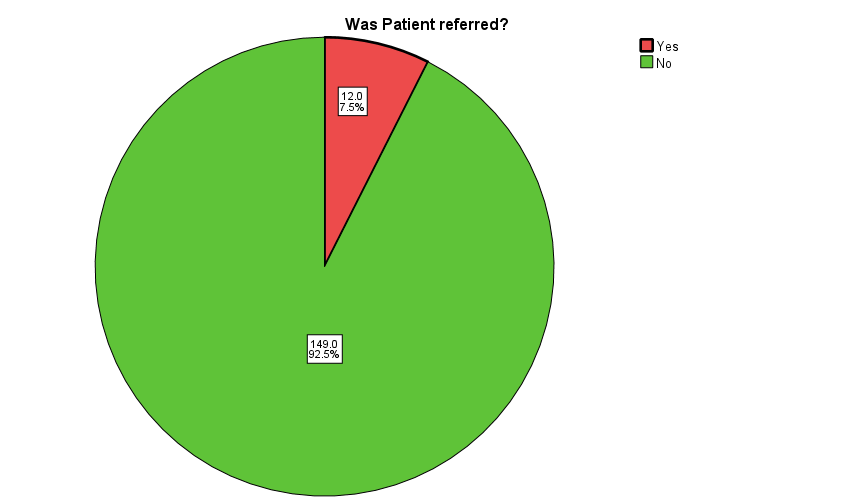 Was Patient referred?
Yes
No
12.0
7.5%
149.0
92.5%